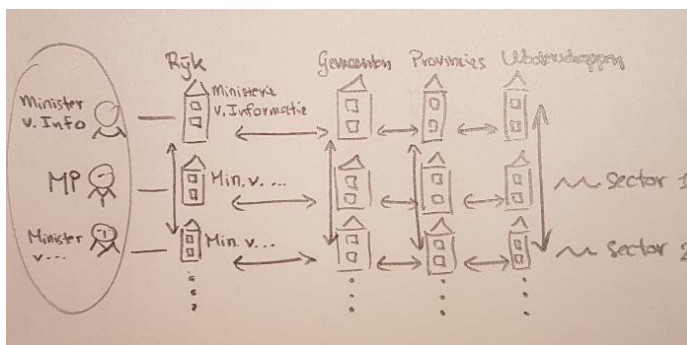 Rijk Gemeenten Provincies Waterschappen
Minister
v. Info
Ministerie
v. Informatie
MP
Min. v. ...
sector 1
Minister
v...
Min. v...
sector 2